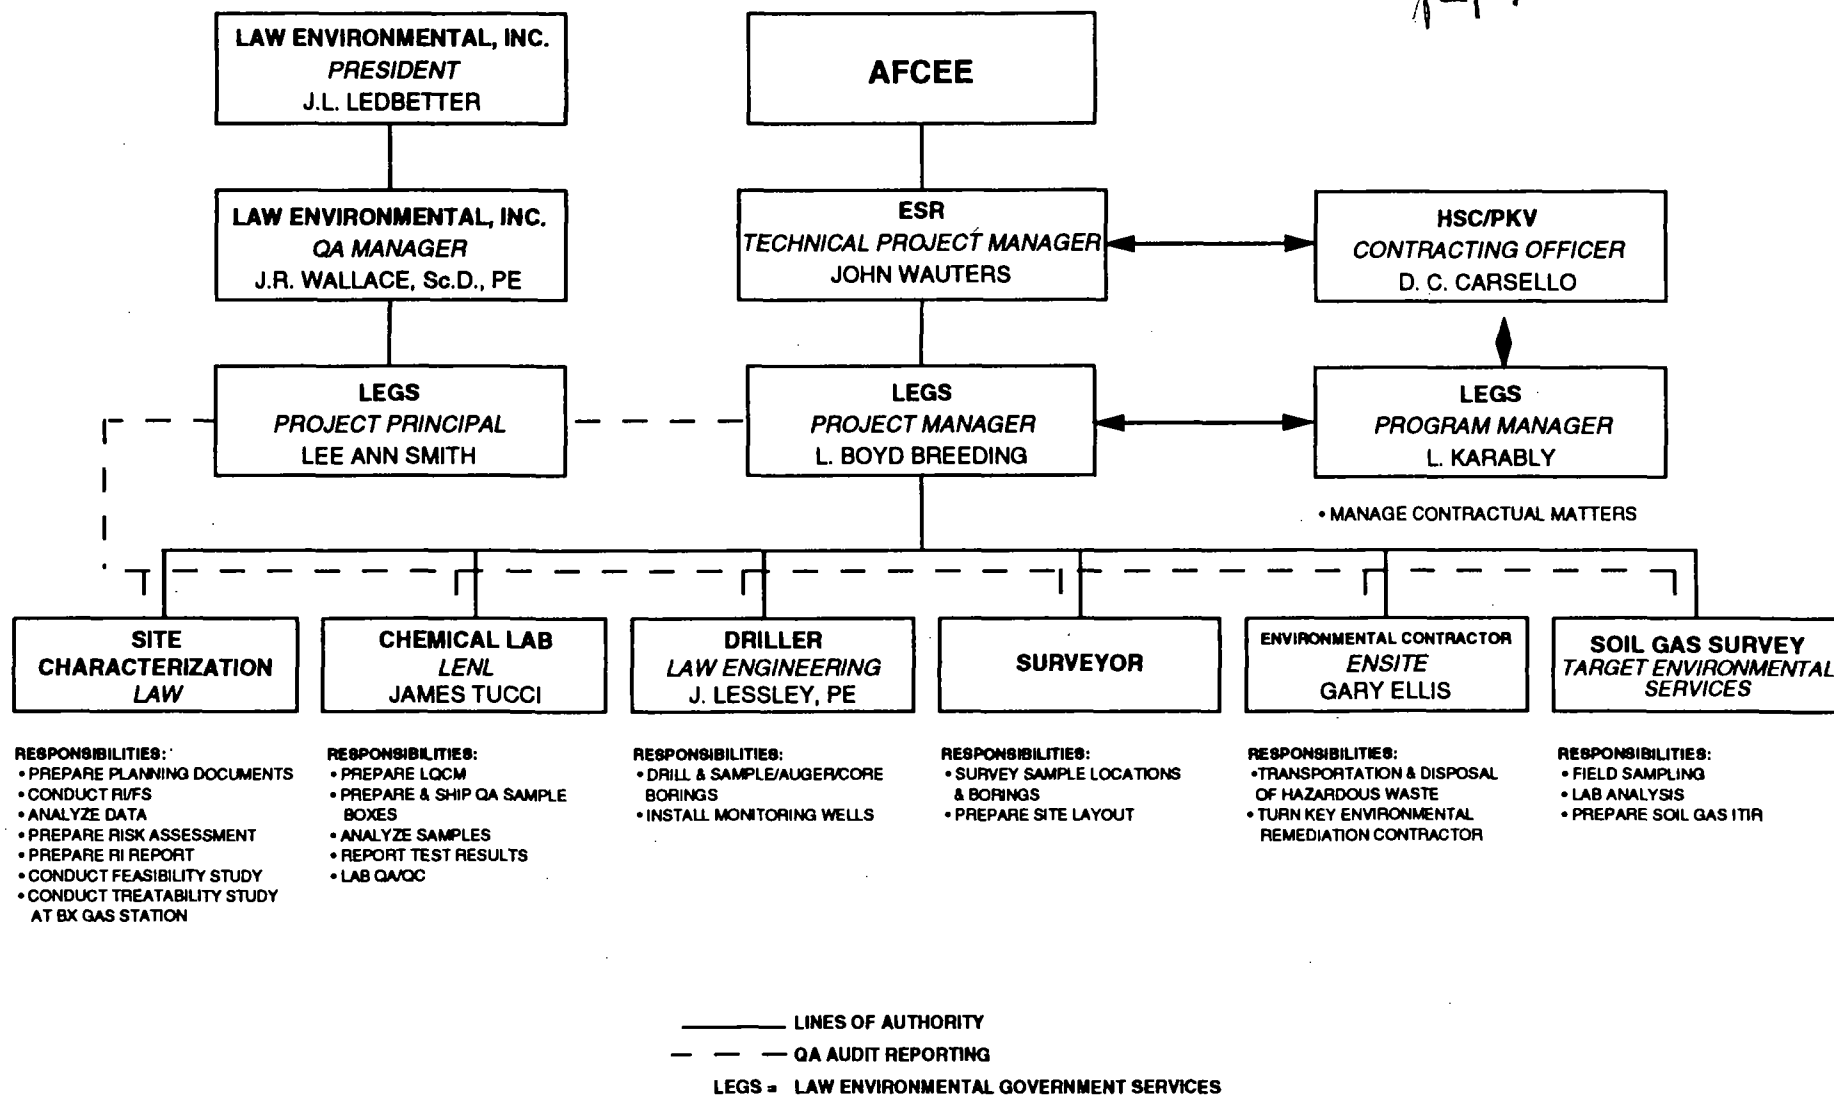 LAW ENVIRONMENTAL, INC.
PRESIDENT
J.L. LEDBETTER
AFCEE
LAW ENVIRONMENTAL, INC.
QA MANAGER
J.R. WALLACE, Sc.D., PE
ESR
TECHNICAL PROJECT MANAGER
JOHN WAUTERS
HSC/PKV
CONTRACTING OFFICER
D. C. CARSELLO
LEGS
PROJECT PRINCIPAL
LEE ANN SMITH
LEGS
PROJECT MANAGER
L. BOYD BREEDING
LEGS
PROGRAM MANAGER
L. KARABLY
• MANAGE CONTRACTUAL MATTERS
SITE
CHARACTERIZATION
LAW
CHEMICAL LAB
LENL
JAMES TUCCI
DRILLER
LAW ENGINEERING
J. LESSLEY, PE
SURVEYOR
ENVIRONMENTAL CONTRACTOR
ENSITE
GARY ELLIS
SOIL GAS SURVEY
TARGET ENVIRONMENTAL
SERVICES
RESPONSIBILITIES:
• PREPARE PLANNING DOCUMENTS
• CONDUCT RI/FS
• ANALYZE DATA
• PREPARE RISK ASSESSMENT
• PREPARE RI REPORT
• CONDUCT FEASIBILITY STUDY
• CONDUCT TREATABILITY STUDY
AT BX GAS STATION
RESPONSIBILITIES:
• PREPARE LQCM
• PREPARE & SHIP QA SAMPLE
BOXES
• ANALYZE SAMPLES
• REPORT TEST RESULTS
• LAB QA/QC
RESPONSIBILITIES:
• DRILL & SAMPLE/AUGER/CORE
BORINGS
• INSTALL MONITORING WELLS
RESPONSIBILITIES:
• SURVEY SAMPLE LOCATIONS
& BORINGS
• PREPARE SITE LAYOUT
RESPONSIBILITIES:
• TRANSPORTATION & DISPOSAL
OF HAZARDOUS WASTE
• TURN KEY ENVIRONMENTAL
REMEDIATION CONTRACTOR
RESPONSIBILITIES:
• FIELD SAMPLING
• LAB ANALYSIS
• PREPARE SOIL GAS ITIR
LINES OF AUTHORITY
QA AUDIT REPORTING
LEGS = LAW ENVIRONMENTAL GOVERNMENT SERVICES